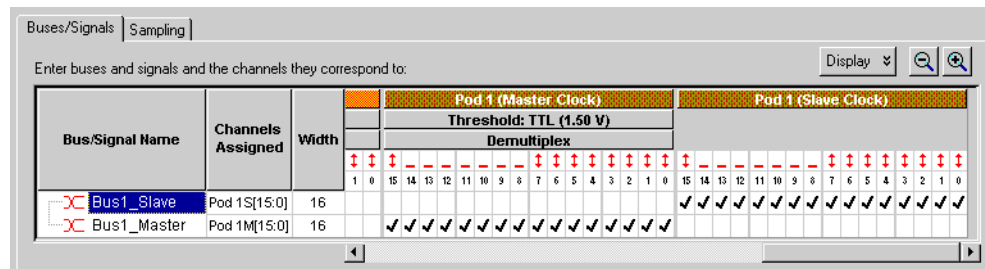 Buses/Signals Sampling
Display
Enter buses and signals and the channels they correspond to:
Pod 1 (Master Clock) Pod 1 (Slave Clock)
Threshold: TTL (1.50 V)
Bus/Signal Name Channels Assigned Width
Demultiplex
1 0 15 14 13 12 11 10 9 8 7 6 5 4 3 2 1 0 15 14 13 12 11 10 9 8 7 6 5 4 3 2 1 0
Bus1_Slave Pod 1S[15:0] 16
Bus1_Master Pod 1M[15:0] 16